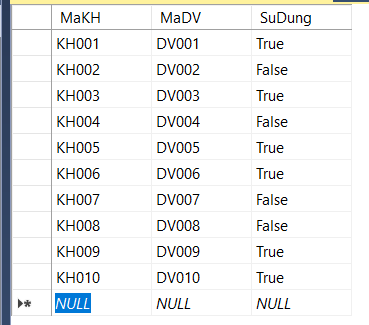 MaKH MaDV SuDung
KH001 DV001 True
KH002 DV002 False
KH003 DV003 True
KH004 DV004 False
KH005 DV005 True
KH006 DV006 True
KH007 DV007 False
KH008 DV008 False
KH009 DV009 True
KH010 DV010 True
NULL NULL NULL